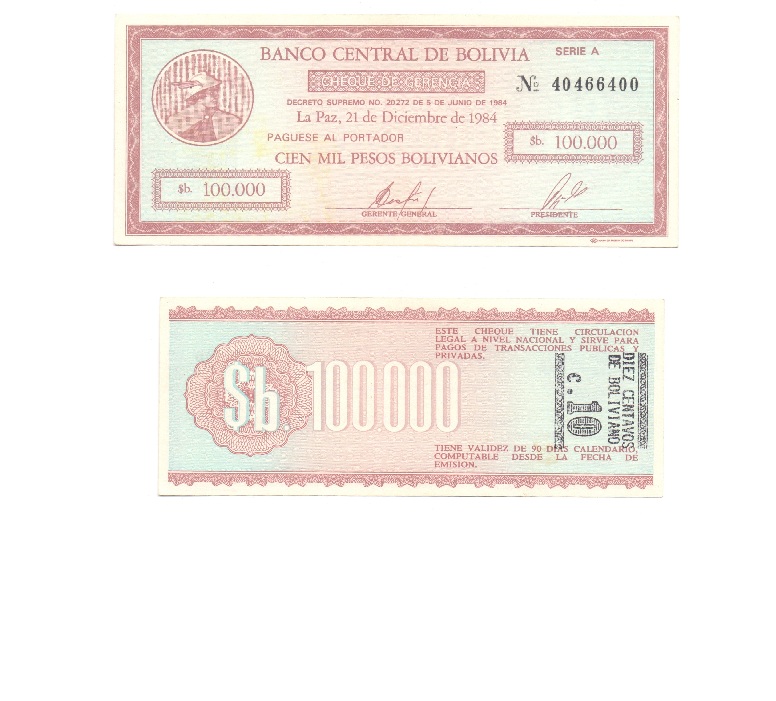 BANCO CENTRAL DE BOLIVIA
SERIE A
CHEQUE DE GERENCIA
Nº 40466400
DECRETO SUPREMO NO. 20272 DE 5 DE JUNIO DE 1984
La Paz, 21 de Diciembre de 1984
PAGUESE AL PORTADOR
$b. 100.000
CIEN MIL PESOS BOLIVIANOS
$b. 100.000
GERENTE GENERAL
PRESIDENTE
ESTE CHEQUE TIENE CIRCULACION
LEGAL A NIVEL NACIONAL Y SIRVE PARA
PAGOS DE TRANSACCIONES PUBLICAS Y
PRIVADAS.
$b. 100000
DIEZ CENTAVOS
DE BOLIVIANO
c. 10
TIENE VALIDEZ DE 90 DIAS CALENDARIO,
COMPUTABLE DESDE LA FECHA DE
EMISION.